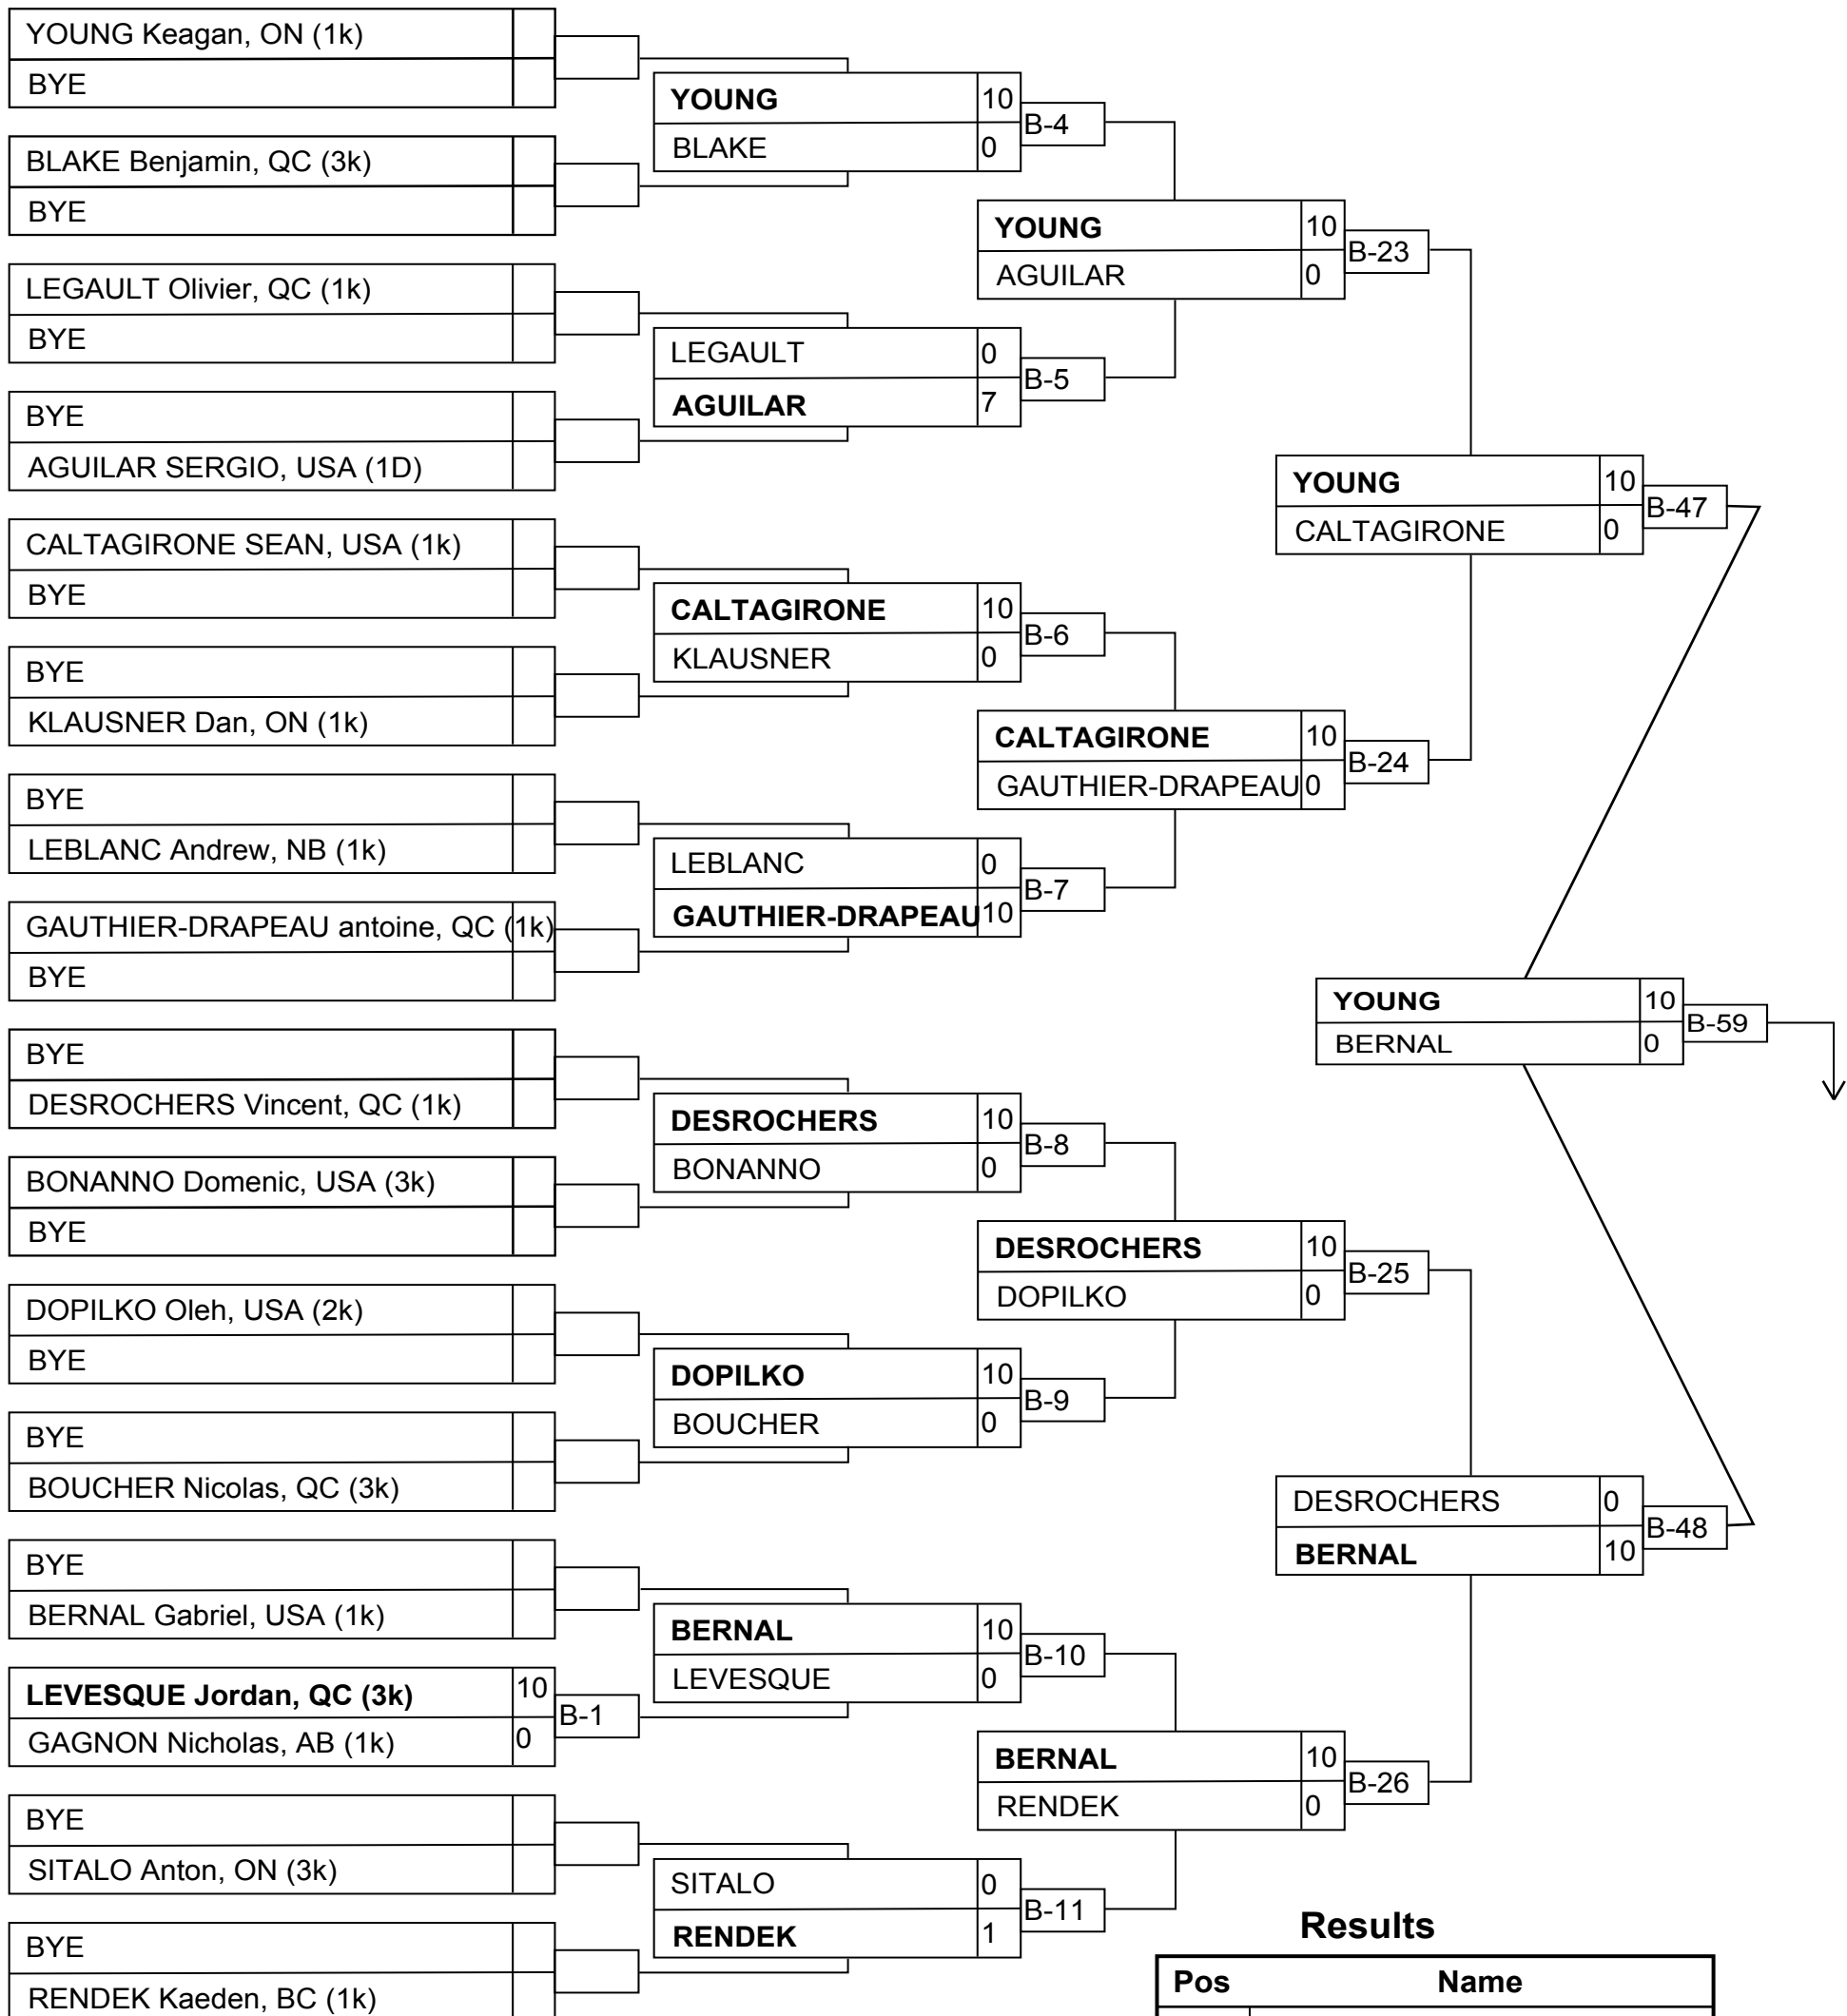 YOUNG Keagan, ON (1k)
BYE
BLAKE Benjamin, QC (3k)
BYE
LEGAULT Olivier, QC (1k)
BYE
BYE
AGUILAR SERGIO, USA (1D)
CALTAGIRONE SEAN, USA (1k)
BYE
BYE
KLAUSNER Dan, ON (1k)
BYE
LEBLANC Andrew, NB (1k)
GAUTHIER-DRAPEAU antoine, QC (1k)
BYE
BYE
DESROCHERS Vincent, QC (1k)
BONANNO Domenic, USA (3k)
BYE
DOPILKO Oleh, USA (2k)
BYE
BYE
BOUCHER Nicolas, QC (3k)
BYE
BERNAL Gabriel, USA (1k)
LEVESQUE Jordan, QC (3k) 10
GAGNON Nicholas, AB (1k) 0
B-1
BYE
SITALO Anton, ON (3k)
BYE
RENDEK Kaeden, BC (1k)
YOUNG 10
BLAKE 0
B-4
LEGAULT 0
AGUILAR 7
B-5
CALTAGIRONE 10
KLAUSNER 0
B-6
LEBLANC 0
GAUTHIER-DRAPEAU 10
B-7
DESROCHERS 10
BONANNO 0
B-8
DOPILKO 10
BOUCHER 0
B-9
BERNAL 10
LEVESQUE 0
B-10
SITALO 0
RENDEK 1
B-11
YOUNG 10
AGUILAR 0
B-23
CALTAGIRONE 10
GAUTHIER-DRAPEAU 0
B-24
DESROCHERS 10
DOPILKO 0
B-25
BERNAL 10
RENDEK 0
B-26
YOUNG 10
CALTAGIRONE 0
B-47
DESROCHERS 0
BERNAL 10
B-48
YOUNG 10
BERNAL 0
B-59
Results
Pos Name